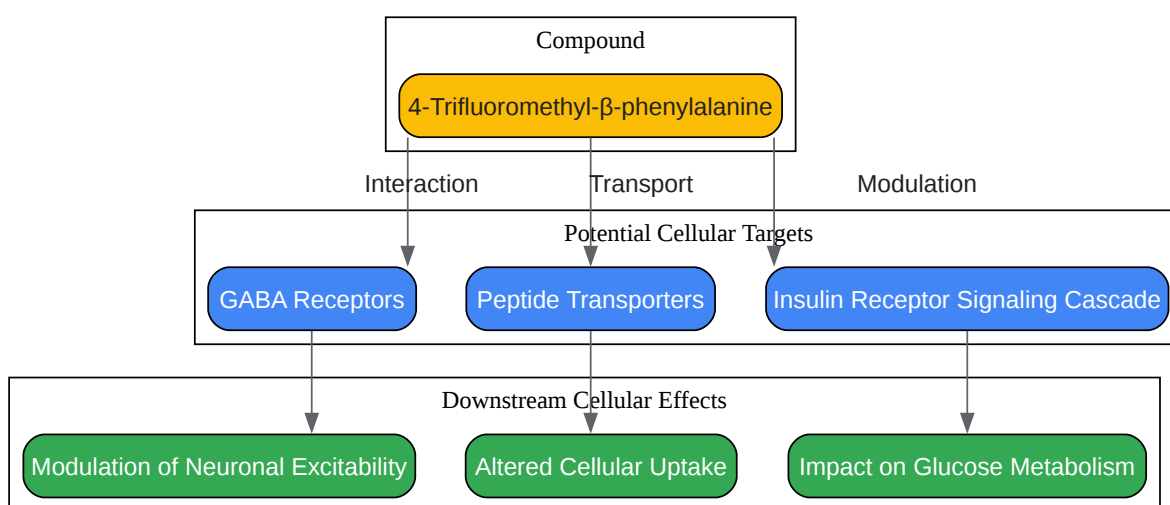 Compound
4-Trifluoromethyl-β-phenylalanine
Interaction
Transport
Modulation
Potential Cellular Targets
GABA Receptors
Peptide Transporters
Insulin Receptor Signaling Cascade
Downstream Cellular Effects
Modulation of Neuronal Excitability
Altered Cellular Uptake
Impact on Glucose Metabolism